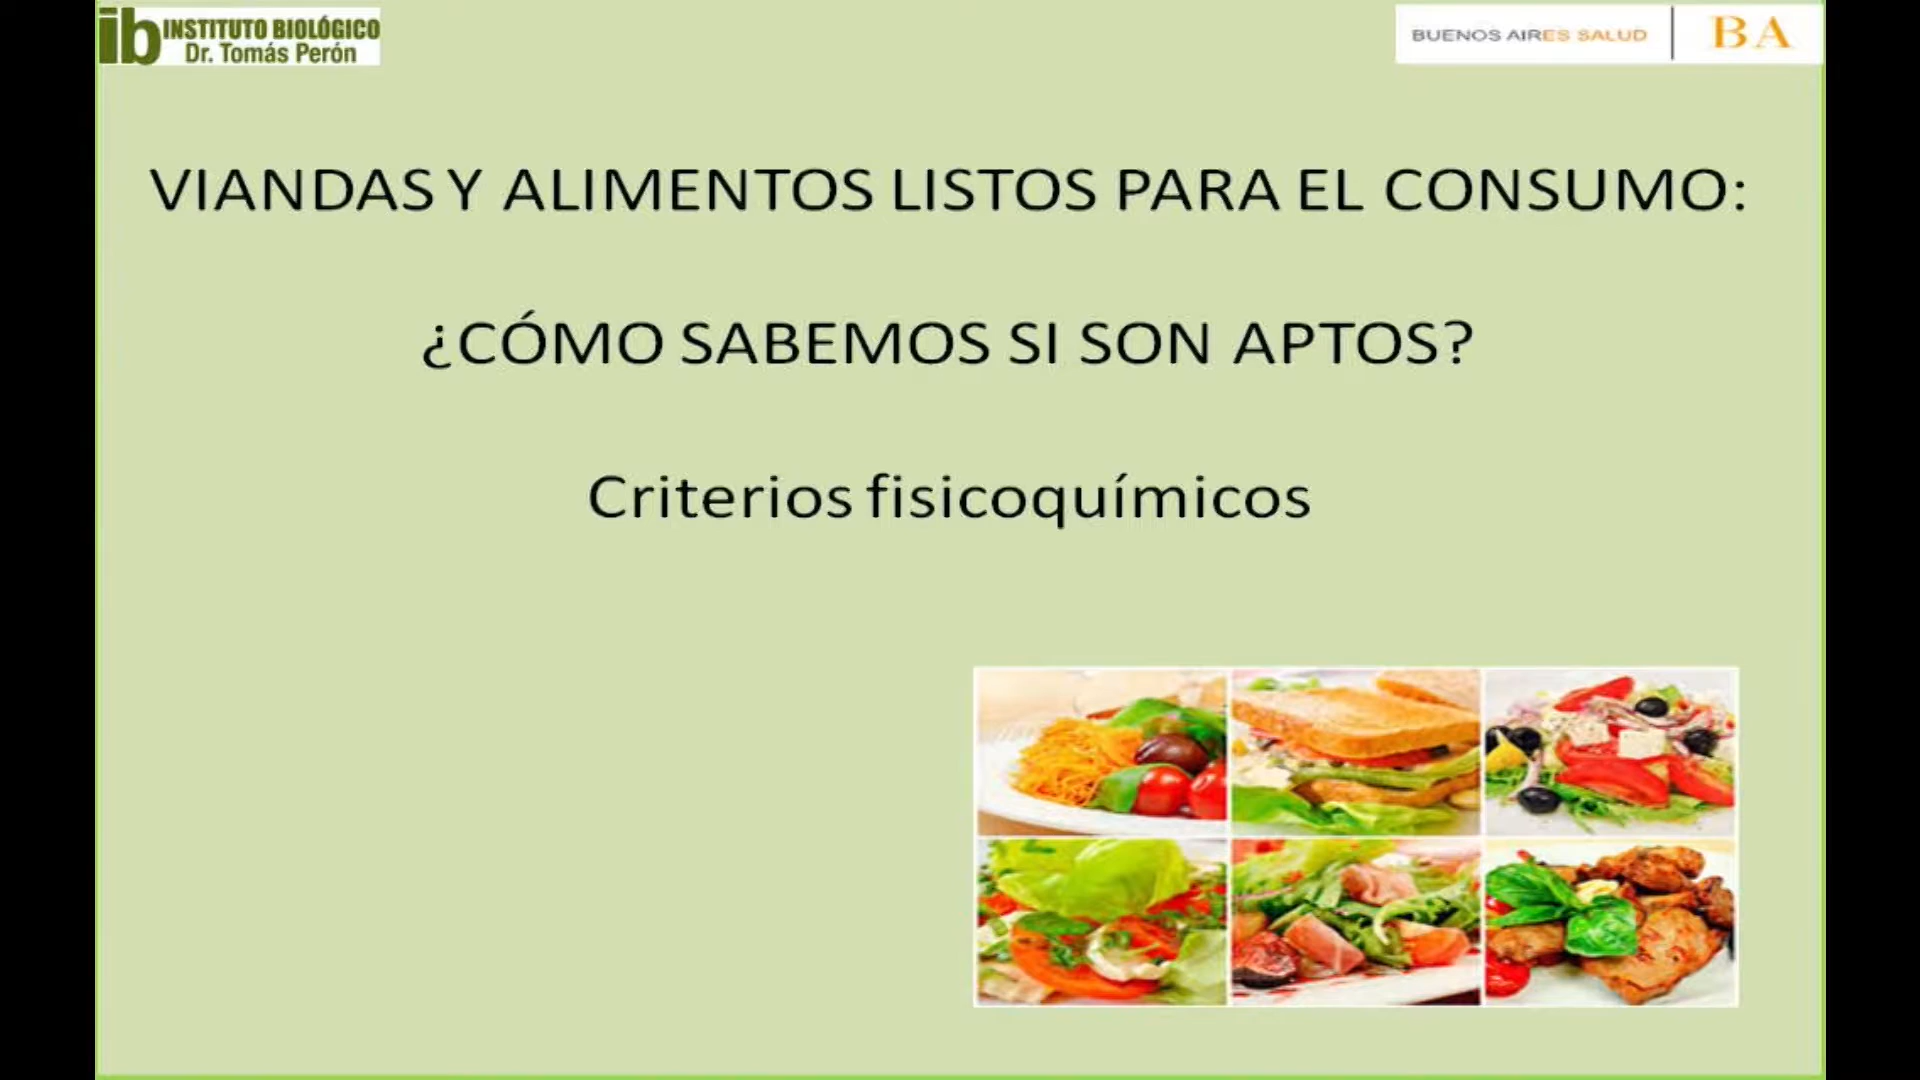 ib INSTITUTO BIOLÓGICO
Dr. Tomás Perón
BUENOS AIRES SALUD | BA
VIANDAS Y ALIMENTOS LISTOS PARA EL CONSUMO:
¿CÓMO SABEMOS SI SON APTOS?
Criterios fisicoquímicos